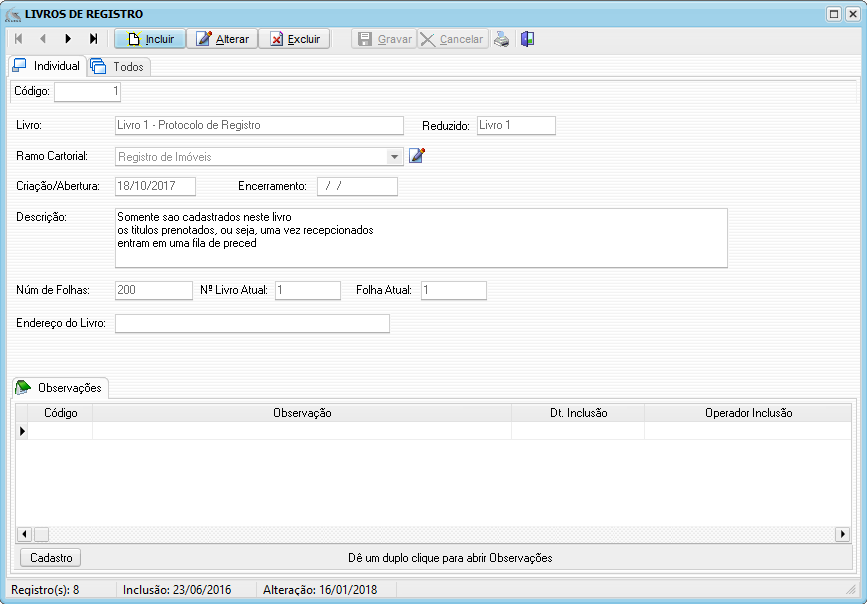 LIVROS DE REGISTRO
Incluir Alterar Excluir Gravar Cancelar
Individual Todos
Código: 1
Livro: Livro 1 - Protocolo de Registro Reduzido: Livro 1
Ramo Cartorial: Registro de Imóveis
Criação/Abertura: 18/10/2017 Encerramento: / /
Descrição: Somente sao cadastrados neste livro
os titulos prenotados, ou seja, uma vez recepcionados
entram em uma fila de preced
Núm de Folhas: 200 Nº Livro Atual: 1 Folha Atual: 1
Endereço do Livro:
Observações
Código Observação Dt. Inclusão Operador Inclusão
Cadastro Dê um duplo clique para abrir Observações
Registro(s): 8 Inclusão: 23/06/2016 Alteração: 16/01/2018